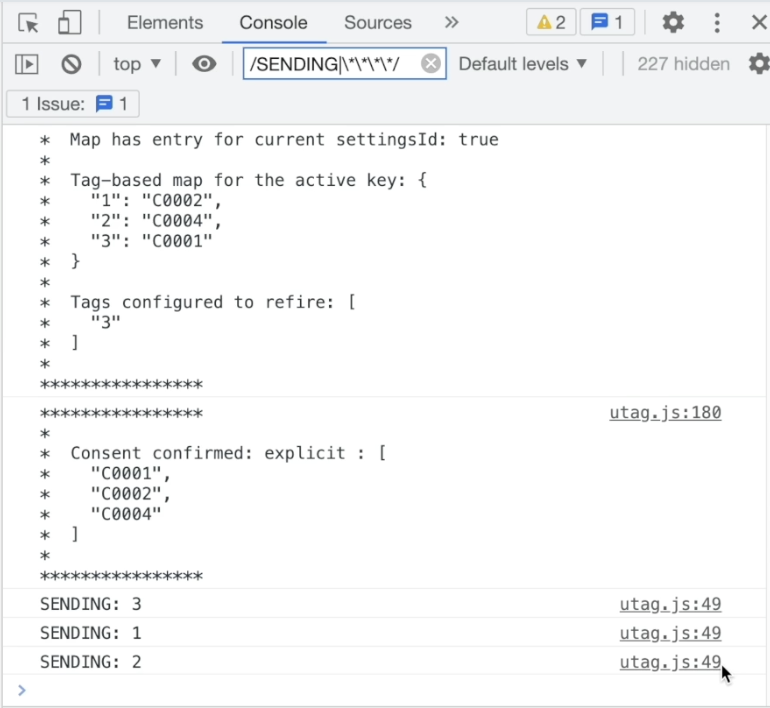 Elements Console Sources » 2 1
top ▼ /SENDING|\*\*\*\*/ Default levels ▼ 227 hidden
1 Issue: 1
* Map has entry for current settingsId: true
*
* Tag-based map for the active key: {
* "1": "C0002",
* "2": "C0004",
* "3": "C0001"
* }
*
* Tags configured to refire: [
* "3"
* ]
*
****************
**************** utag.js:180
*
* Consent confirmed: explicit : [
* "C0001",
* "C0002",
* "C0004"
* ]
*
****************
SENDING: 3 utag.js:49
SENDING: 1 utag.js:49
SENDING: 2 utag.js:49
>